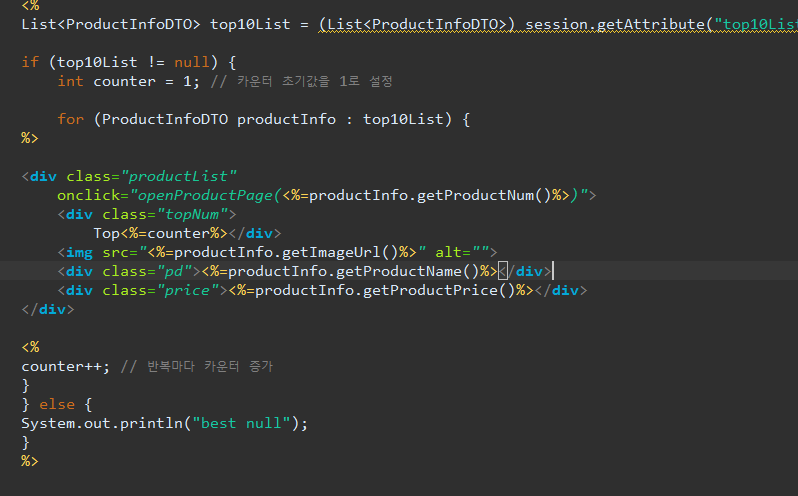 <%
List<ProductInfoDTO> top10List = (List<ProductInfoDTO>) session.getAttribute("top10List
if (top10List != null) {
int counter = 1; // 카운터 초기값을 1로 설정
for (ProductInfoDTO productInfo : top10List) {
%>
<div class="productList"
onclick="openProductPage(<%=productInfo.getProductNum()%>)">
<div class="topNum">
Top<%=counter%></div>
<img src="<%=productInfo.getImageUrl()%>" alt="">
<div class="pd"><%=productInfo.getProductName()%></div>
<div class="price"><%=productInfo.getProductPrice()%></div>
</div>
<%
counter++; // 반복마다 카운터 증가
}
} else {
System.out.println("best null");
}
%>